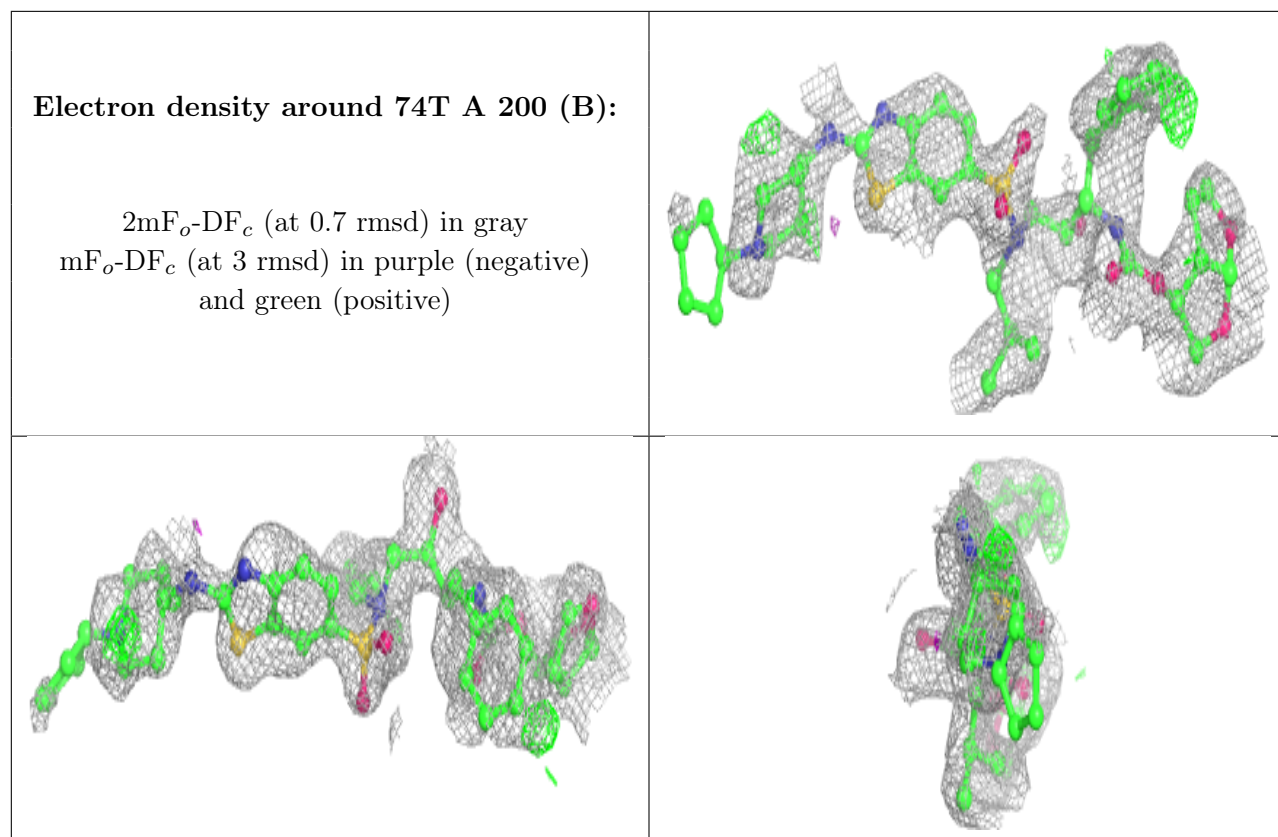 Electron density around 74T A 200 (B):
2mFₒ-DF𝒸 (at 0.7 rmsd) in gray
mFₒ-DF𝒸 (at 3 rmsd) in purple (negative)
and green (positive)